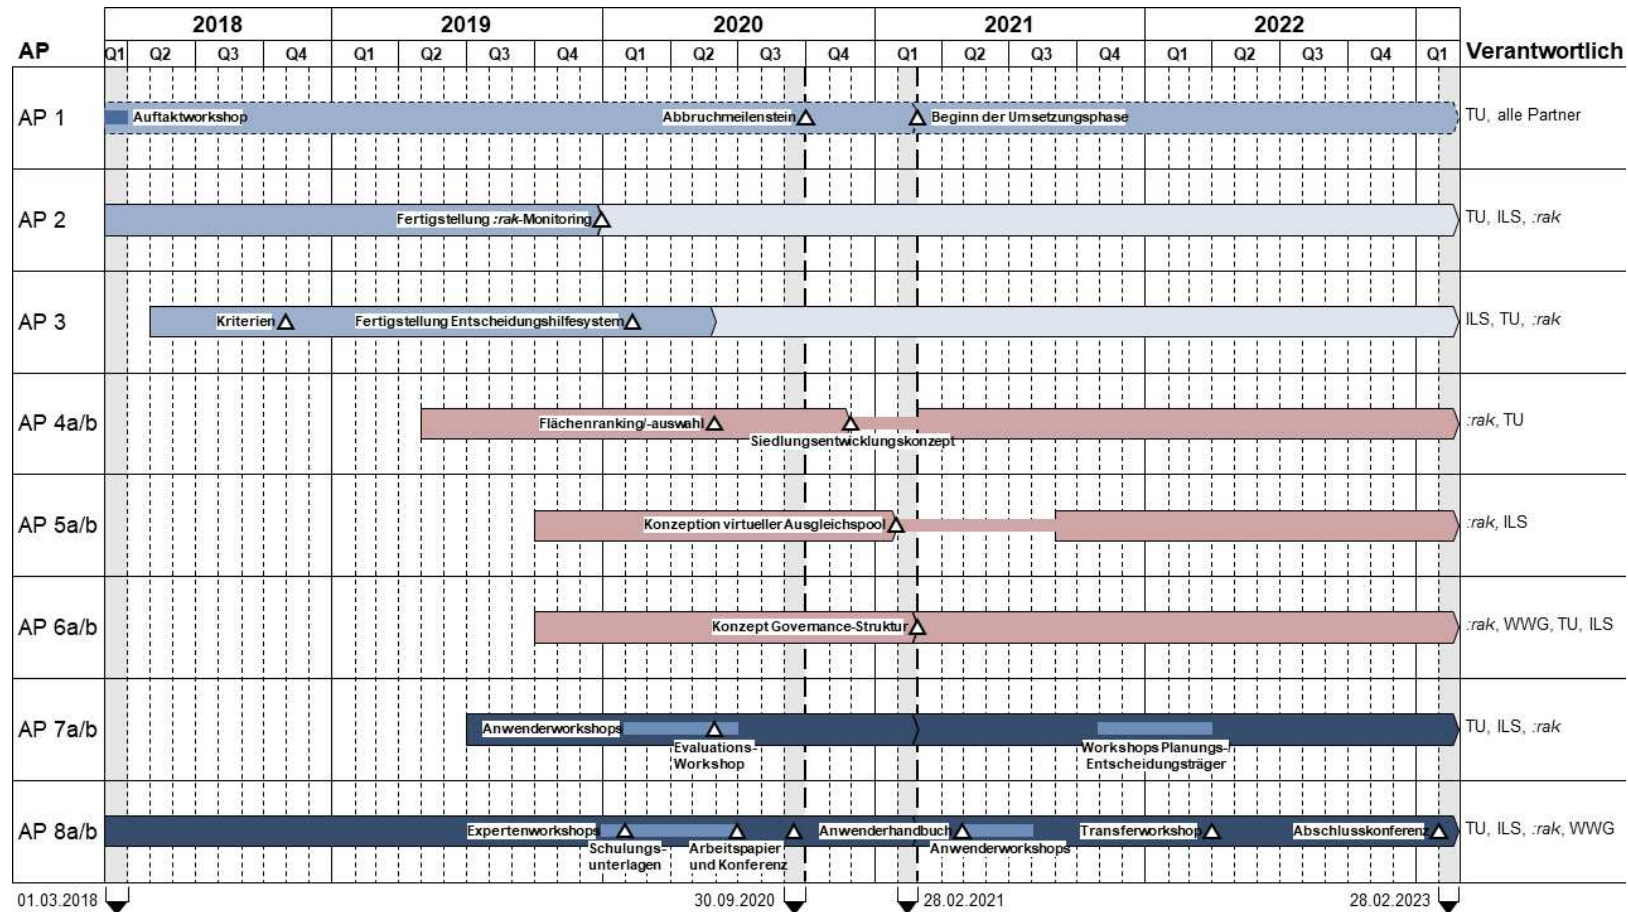 2018 2019 2020 2021 2022
AP Q1 Q2 Q3 Q4 Q1 Q2 Q3 Q4 Q1 Q2 Q3 Q4 Q1 Q2 Q3 Q4 Q1 Q2 Q3 Q4 Q1 Verantwortlich
AP 1 Auftaktworkshop Abbruchmeilenstein Beginn der Umsetzungsphase TU, alle Partner
AP 2 Fertigstellung :rak-Monitoring TU, ILS, :rak
AP 3 Kriterien Fertigstellung Entscheidungshilfesystem ILS, TU, :rak
AP 4a/b Flächenranking/-auswahl :rak, TU
Siedlungsentwicklungskonzept
AP 5a/b Konzeption virtueller Ausgleichspool :rak, ILS
AP 6a/b Konzept Governance-Struktur :rak, WWG, TU, ILS
AP 7a/b Anwenderworkshops TU, ILS, :rak
Evaluations- Workshops Planungs-/
Workshop Entscheidungsträger
AP 8a/b Expertenworkshops Anwenderhandbuch Transferworkshop Abschlusskonferenz TU, ILS, :rak, WWG
Schulungs- Arbeitspapier Anwenderworkshops
unterlagen und Konferenz
01.03.2018 30.09.2020 28.02.2021 28.02.2023